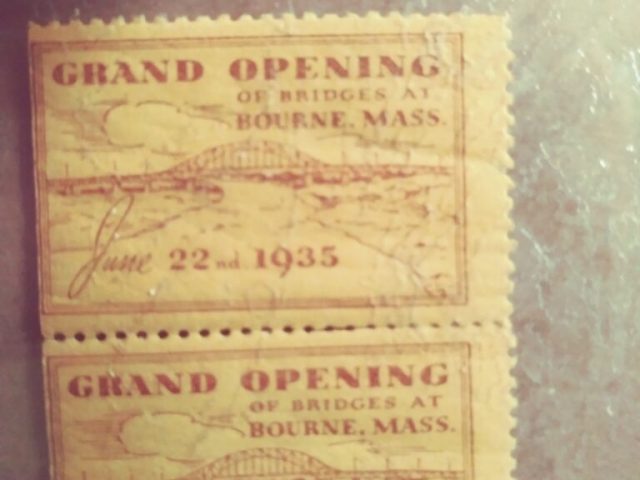 GRAND OPENING
OF BRIDGES AT
BOURNE, MASS.
June 22nd. 1935
GRAND OPENING
OF BRIDGES AT
BOURNE, MASS.